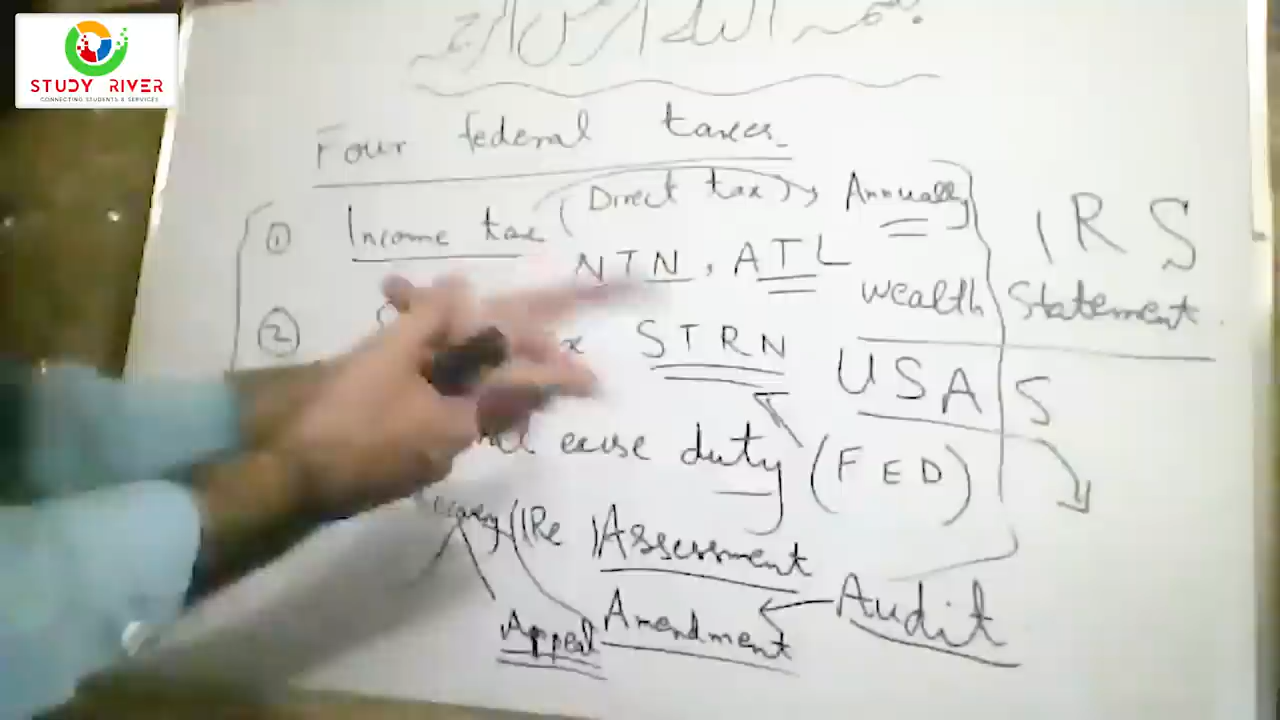 STUDY RIVER
CONNECTING STUDENTS & SERVICES
Four federal taxes
① Income tax (Direct tax), Annually
IRS
NTN, ATL
wealth Statement
② STRN
USA S
duty (FED)
(Re) Assessment
Appeal Amendment ← Audit